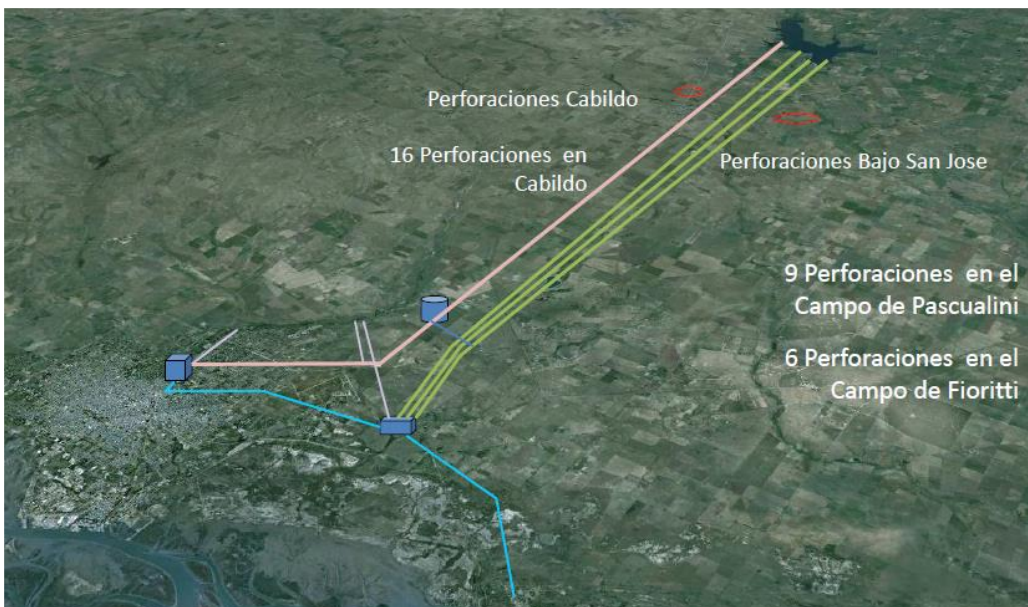 Perforaciones Cabildo
16 Perforaciones en
Cabildo
Perforaciones Bajo San Jose
9 Perforaciones en el
Campo de Pascualini
6 Perforaciones en el
Campo de Fioritti